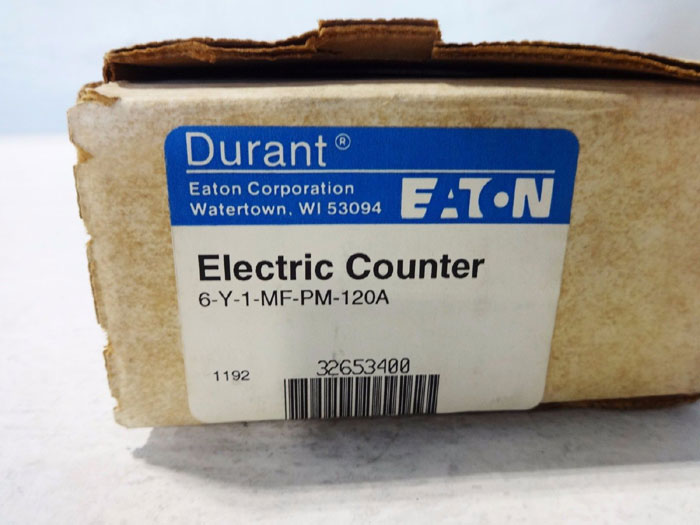 Durant®
Eaton Corporation
Watertown, WI 53094
EATON
Electric Counter
6-Y-1-MF-PM-120A
1192
32653400